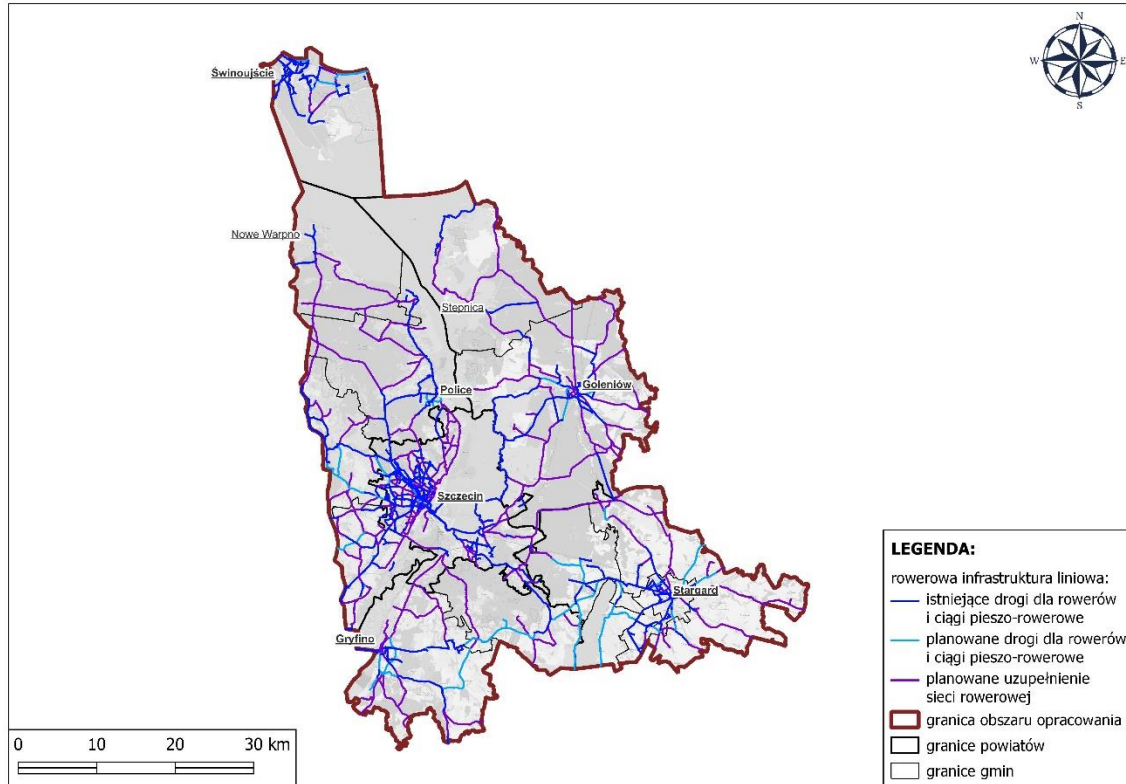 N
W
E
S
Świnoujście
Nowe Warpno
Stepnica
Goleniów
Police
Szczecin
Stargard
Gryfino
LEGENDA:
rowerowa infrastruktura liniowa:
istniejące drogi dla rowerów
i ciągi pieszo-rowerowe
planowane drogi dla rowerów
i ciągi pieszo-rowerowe
planowane uzupełnienie
sieci rowerowej
granica obszaru opracowania
granice powiatów
granice gmin
0 10 20 30 km